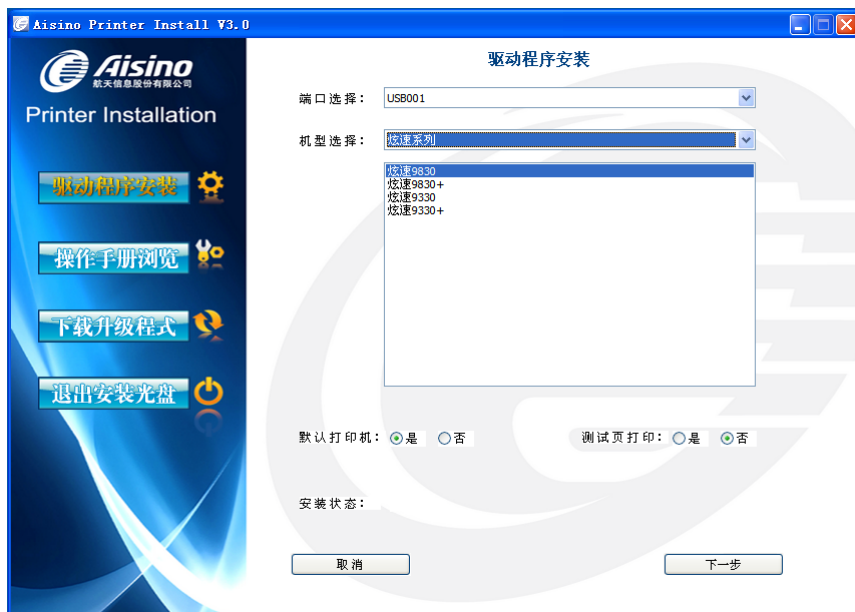 Aisino Printer Install V3.0
Aisino
航天信息股份有限公司
Printer Installation
驱动程序安装
操作手册浏览
下载升级程式
退出安装光盘
驱动程序安装
端口选择： USB001
机型选择： 炫速系列
炫速9830
炫速9830+
炫速9330
炫速9330+
默认打印机： 是 否 测试页打印： 是 否
安装状态：
取消 下一步